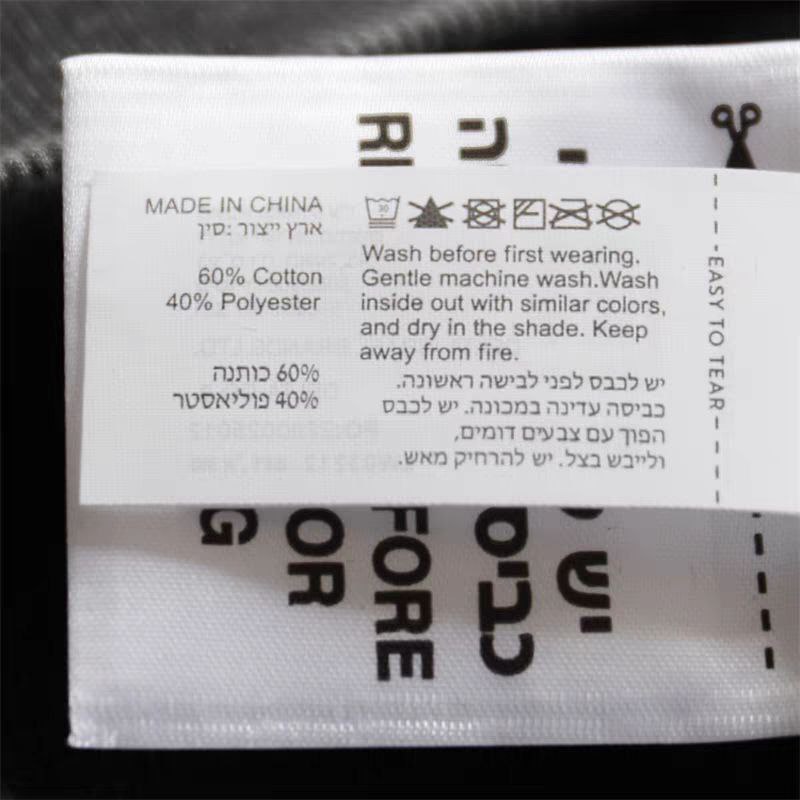 MADE IN CHINA
ארץ ייצור :סין
60% Cotton
40% Polyester
60% כותנה
40% פוליאסטר
30
Wash before first wearing.
Gentle machine wash.Wash
inside out with similar colors,
and dry in the shade. Keep
away from fire.
יש לכבס לפני לבישה ראשונה.
כביסה עדינה במכונה. יש לכבס
הפוך עם צבעים דומים,
ולייבש בצל. יש להרחיק מאש.
EASY TO TEAR
יש
FORE
OR